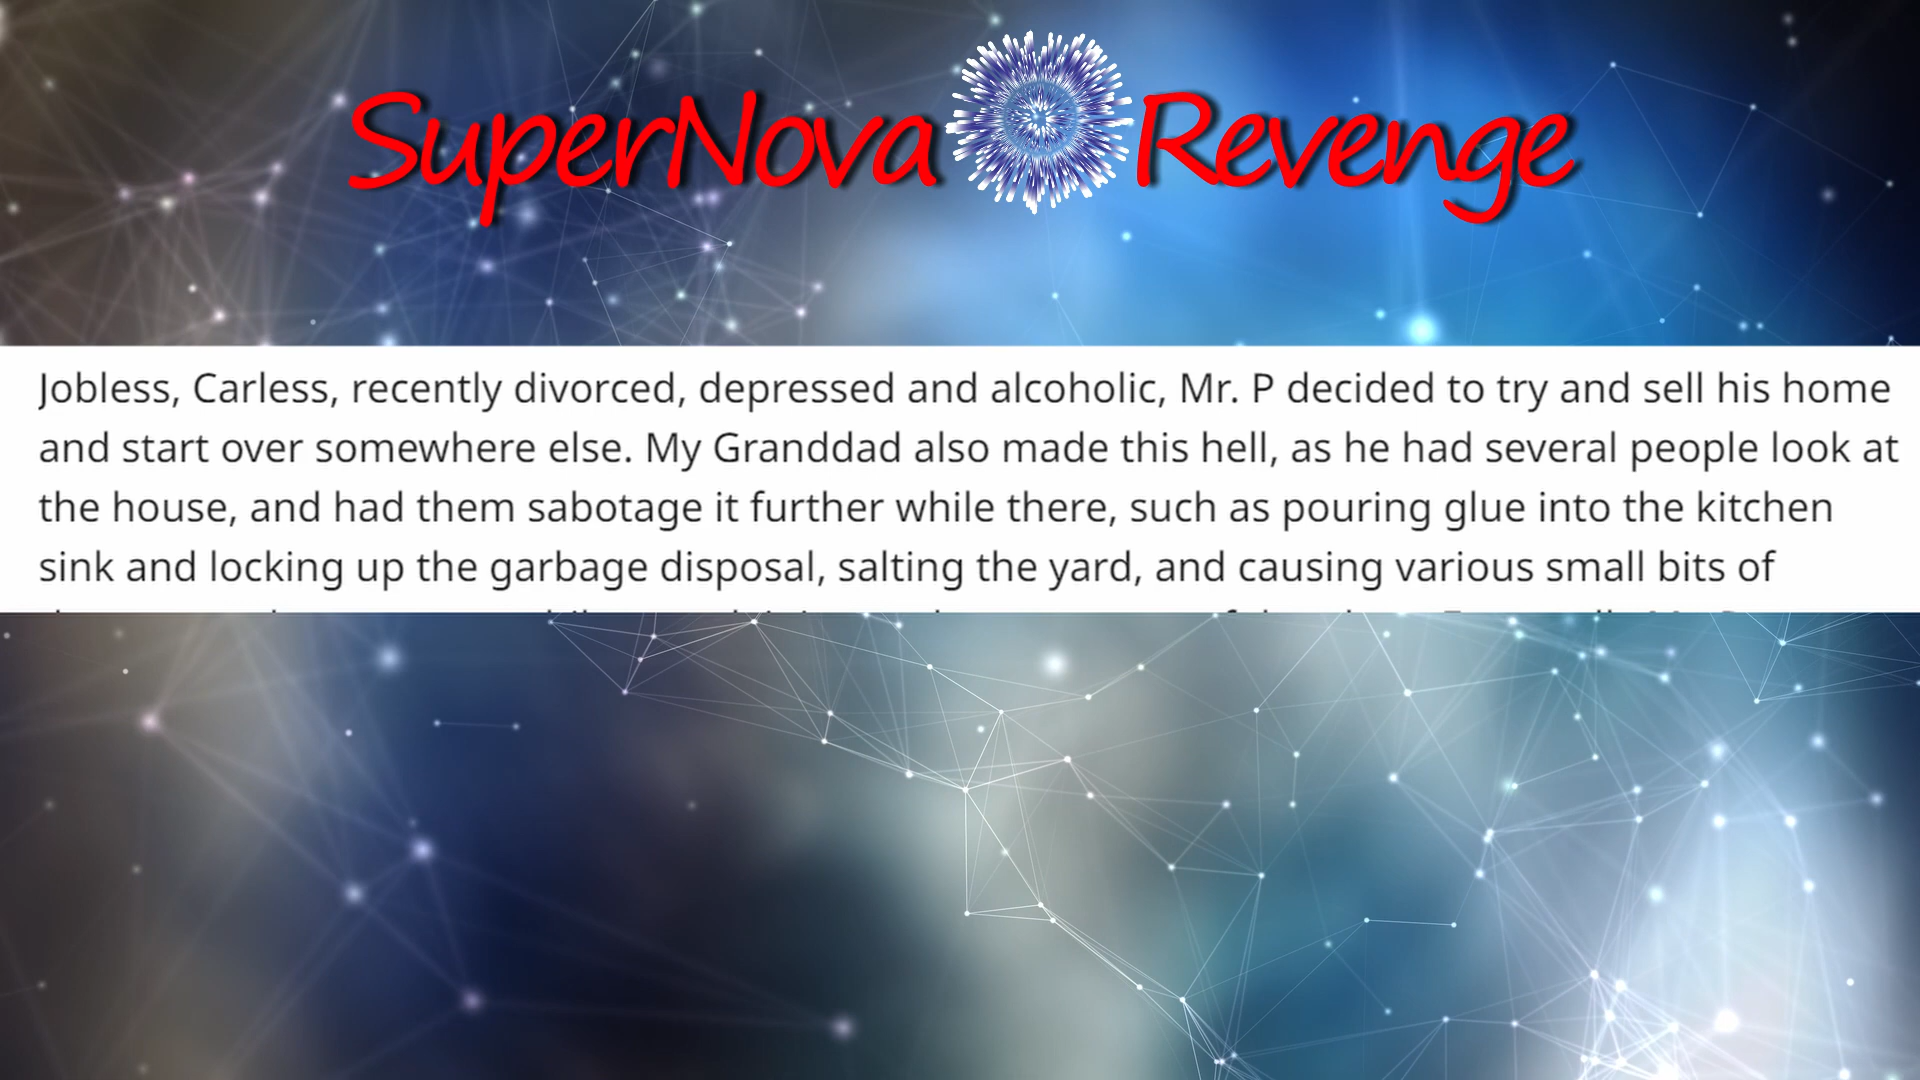 SuperNova Revenge
Jobless, Carless, recently divorced, depressed and alcoholic, Mr. P decided to try and sell his home
and start over somewhere else. My Granddad also made this hell, as he had several people look at
the house, and had them sabotage it further while there, such as pouring glue into the kitchen
sink and locking up the garbage disposal, salting the yard, and causing various small bits of